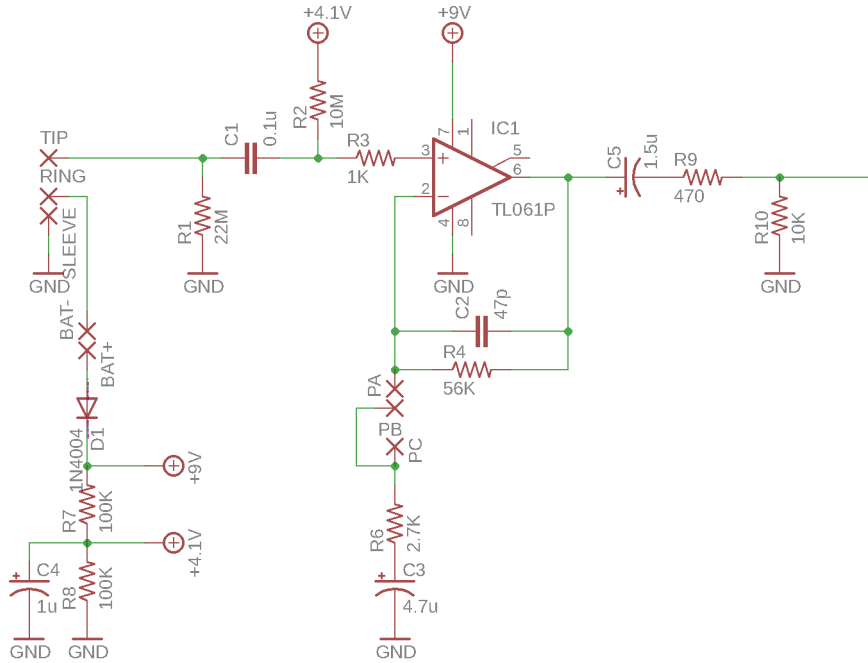 +4.1V
+9V
C1
0.1u
R2
10M
R3
1K
7
1
IC1
3
+
5
6
2
-
4
8
TL061P
C5
1.5u
+
R9
470
R10
10K
GND
TIP
RING
SLEEVE
GND
R1
22M
GND
GND
C2
47p
R4
56K
BAT-
BAT+
PA
PB
PC
1N4004
D1
+9V
R7
100K
+4.1V
R6
2.7K
+
C4
1u
R8
100K
+
C3
4.7u
GND
GND
GND